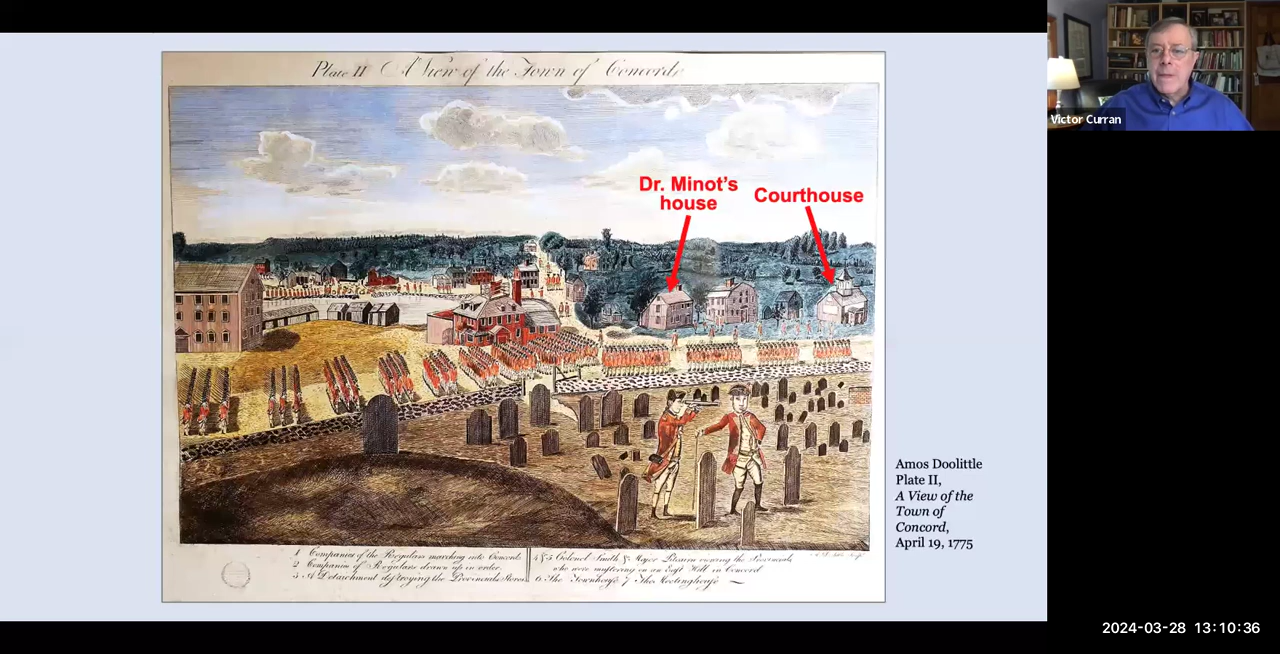 Plate II A View of the Town of Concord
Victor Curran
Dr. Minot's
house
Courthouse
Amos Doolittle
Plate II,
A View of the
Town of
Concord,
April 19, 1775
1 Companies of the Regulars marching into Concord
2 Companies of Regulars drawn up in order.
3 A Detachment destroying the Provincials Stores
4 & 5 Colonel Smith & Major Pitcairn viewing the Provincials
who were mustering on an East Hill in Concord
6 The Townhouse 7 The Meetinghouse
2024-03-28 13:10:36